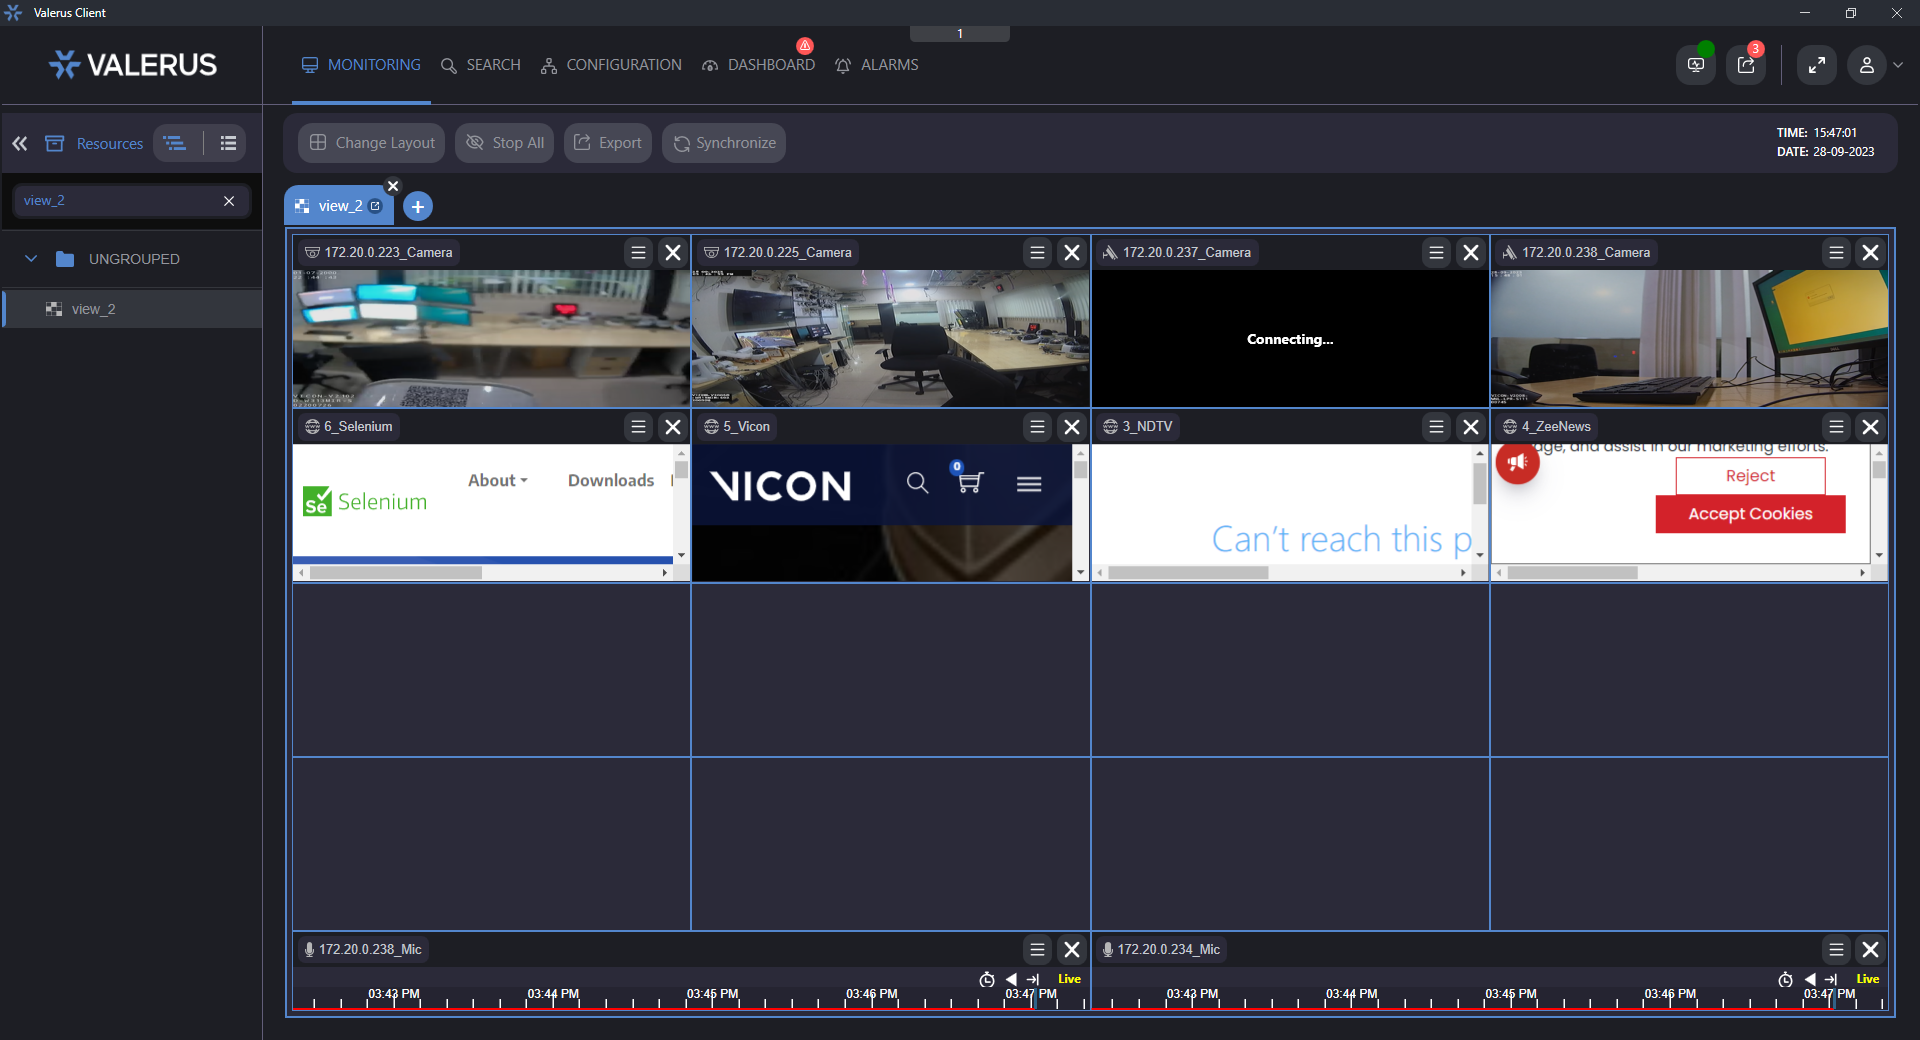 Valerus Client
VALERUS
1
MONITORING
SEARCH
CONFIGURATION
DASHBOARD
ALARMS
3
Resources
Change Layout
Stop All
Export
Synchronize
TIME: 15:47:01
DATE: 28-09-2023
view_2
view_2
UNGROUPED
view_2
172.20.0.223_Camera
172.20.0.225_Camera
172.20.0.237_Camera
172.20.0.238_Camera
Connecting...
6_Selenium
5_Vicon
3_NDTV
4_ZeeNews
Se Selenium
About
Downloads
VICON
0
Can't reach this p
age, and assist in our marketing efforts.
Reject
Accept Cookies
172.20.0.238_Mic
172.20.0.234_Mic
Live
Live
03:43 PM
03:44 PM
03:45 PM
03:46 PM
03:47 PM
03:43 PM
03:44 PM
03:45 PM
03:46 PM
03:47 PM